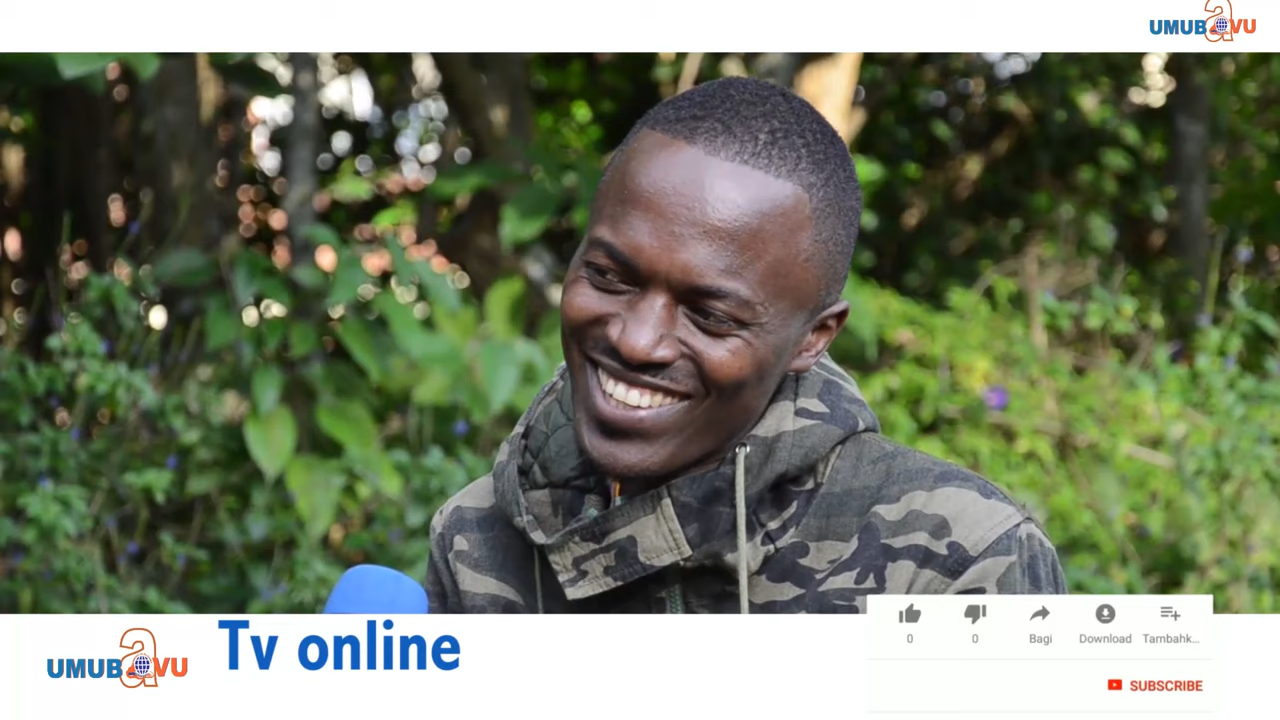 UMUBaVU
UMUBaVU
Tv online
0
0
Bagi
Download
Tambahk...
SUBSCRIBE